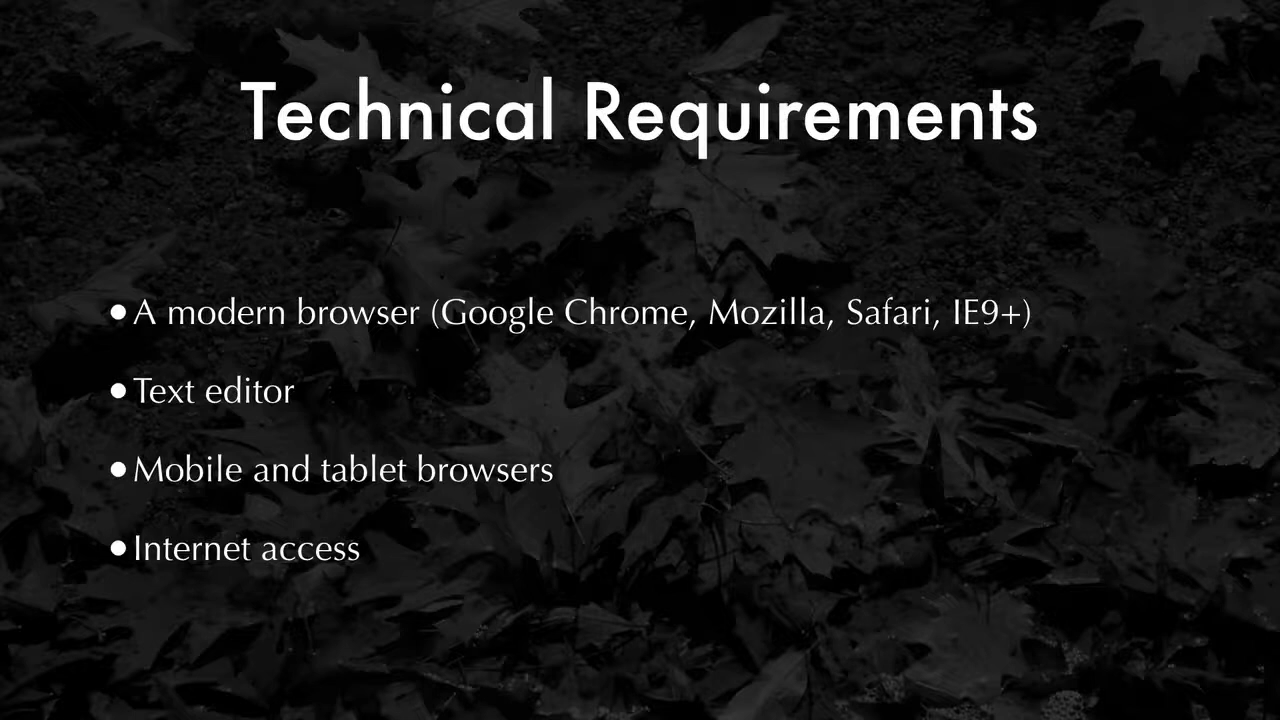 Technical Requirements
•A modern browser (Google Chrome, Mozilla, Safari, IE9+)
•Text editor
•Mobile and tablet browsers
•Internet access